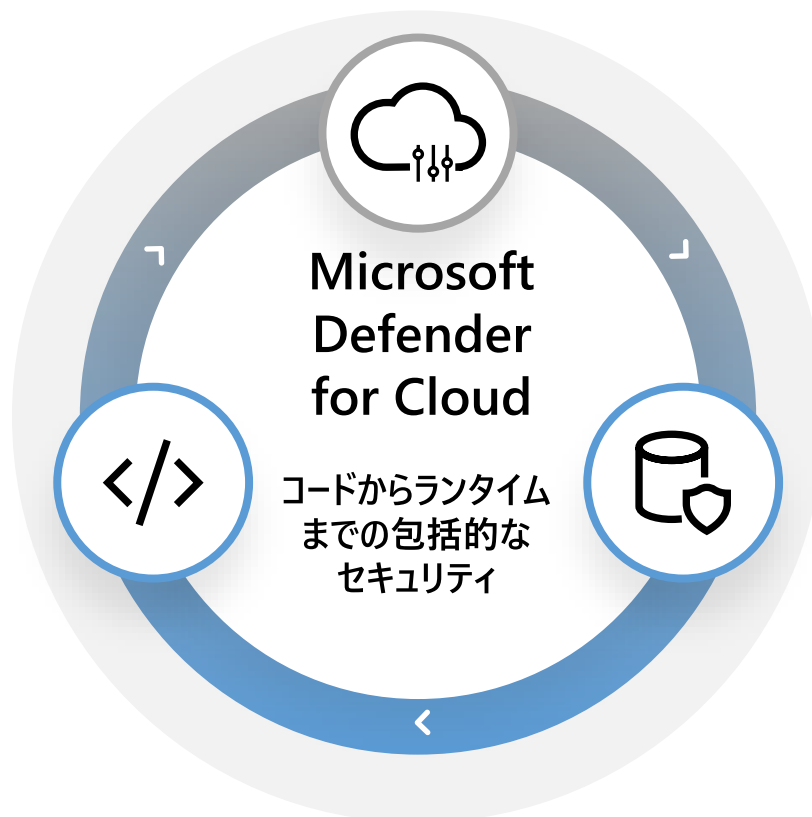 Microsoft
Defender
for Cloud
コードからランタイム
までの包括的な
セキュリティ